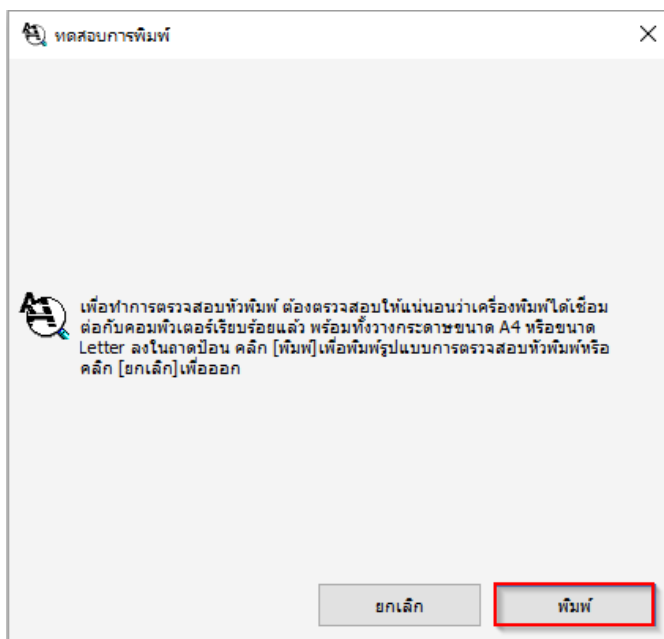 ทดสอบการพิมพ์
เพื่อทำการตรวจสอบหัวพิมพ์ ต้องตรวจสอบให้แน่นอนว่าเครื่องพิมพ์ได้เชื่อม
ต่อกับคอมพิวเตอร์เรียบร้อยแล้ว พร้อมทั้งวางกระดาษขนาด A4 หรือขนาด
Letter ลงในถาดป้อน คลิก [พิมพ์]เพื่อพิมพ์รูปแบบการตรวจสอบหัวพิมพ์หรือ
คลิก [ยกเลิก]เพื่อออก
ยกเลิก
พิมพ์